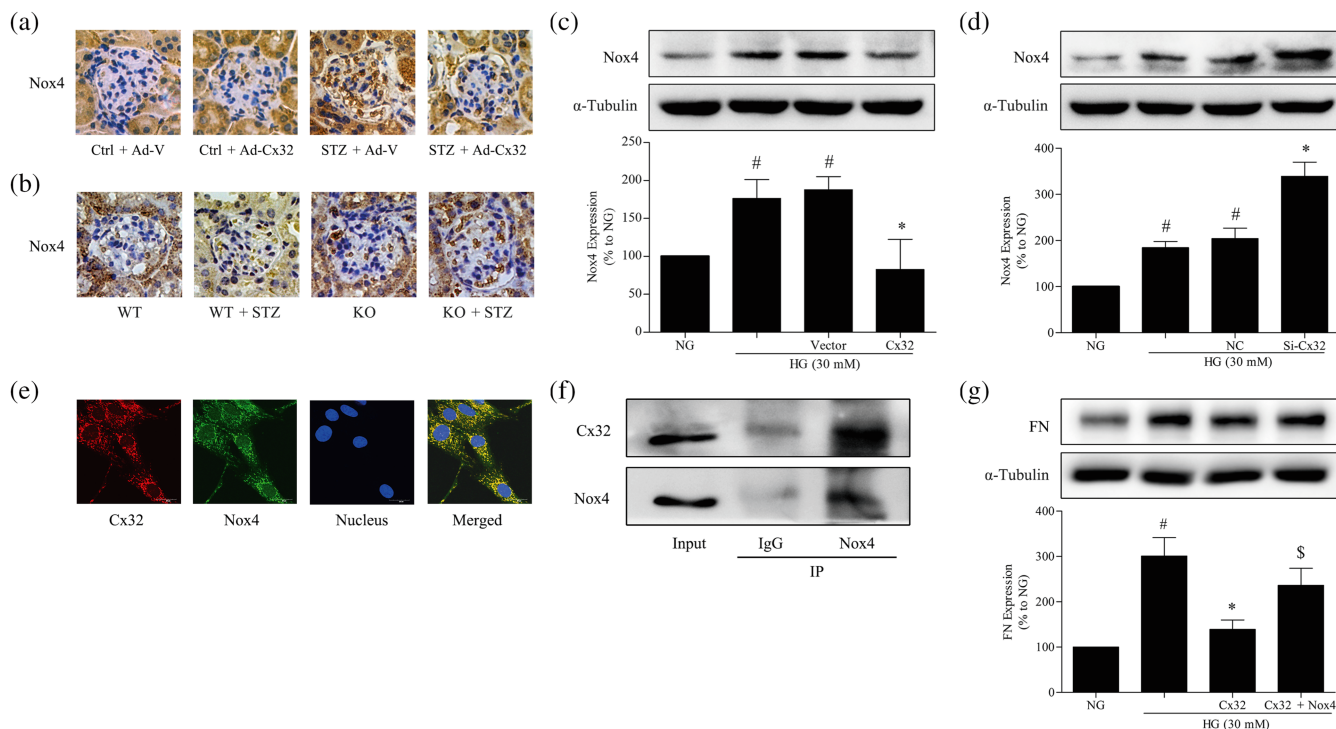 (a)
Nox4
Ctrl + Ad-V Ctrl + Ad-Cx32 STZ + Ad-V STZ + Ad-Cx32
(b)
Nox4
WT WT + STZ KO KO + STZ
(c)
Nox4
α-Tubulin
Nox4 Expression
(% to NG)
250
200
150
100
50
0
# # *
NG Vector Cx32
HG (30 mM)
(d)
Nox4
α-Tubulin
Nox4 Expression
(% to NG)
400
300
200
100
0
# # *
NG NC Si-Cx32
HG (30 mM)
(e)
Cx32 Nox4 Nucleus Merged
(f)
Cx32
Nox4
Input IgG Nox4
IP
(g)
FN
α-Tubulin
FN Expression
(% to NG)
400
300
200
100
0
# * $
NG Cx32 Cx32 + Nox4
HG (30 mM)